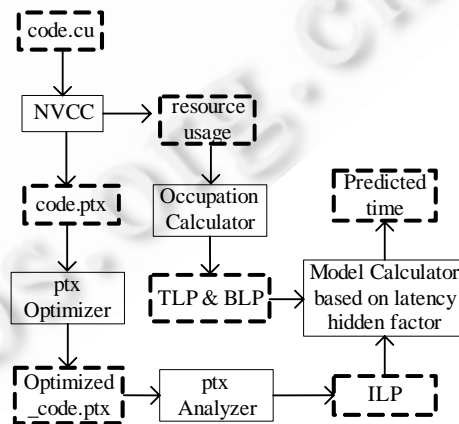 code.cu
NVCC
resource
usage
code.ptx
Occupation
Calculator
Predicted
time
ptx
Optimizer
TLP & BLP
Model Calculator
based on latency
hidden factor
Optimized
_code.ptx
ptx
Analyzer
ILP